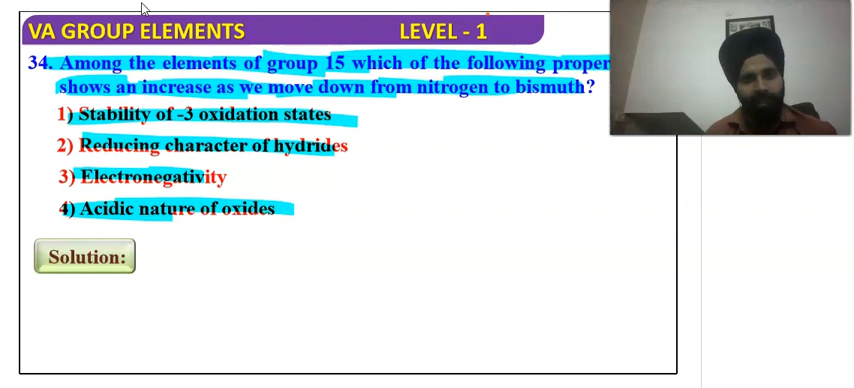 VA GROUP ELEMENTS LEVEL - 1
34. Among the elements of group 15 which of the following proper
shows an increase as we move down from nitrogen to bismuth?
1) Stability of -3 oxidation states
2) Reducing character of hydrides
3) Electronegativity
4) Acidic nature of oxides
Solution: